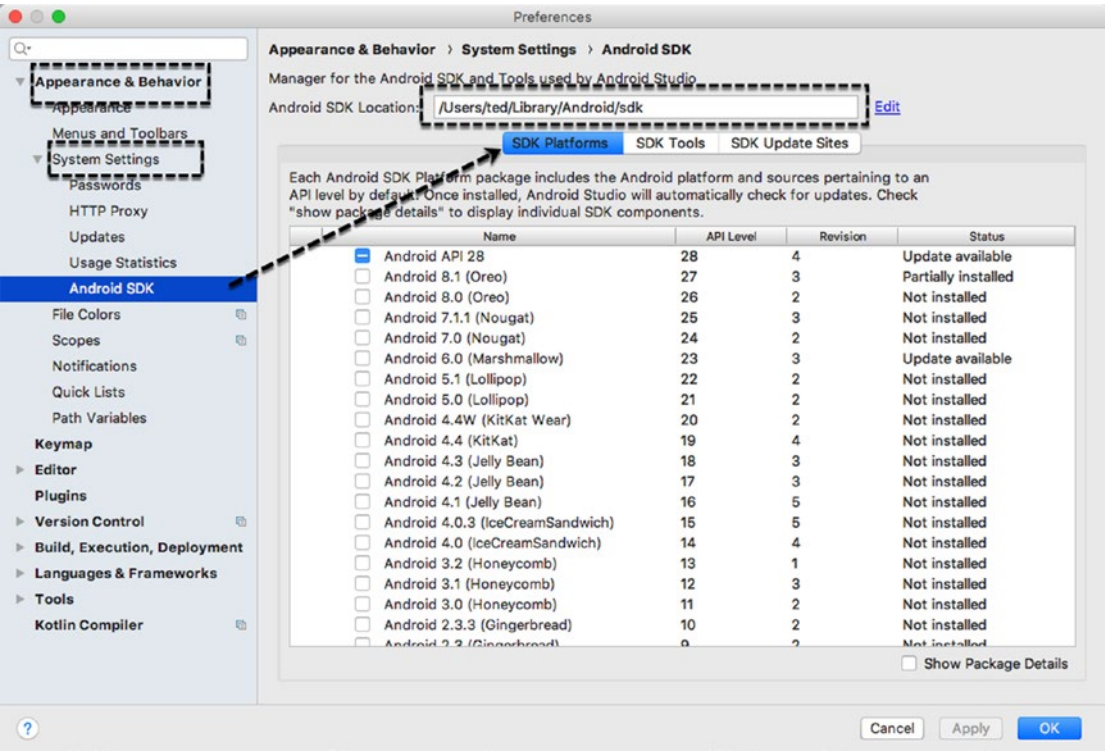 Preferences
Appearance & Behavior
Appearance
Menus and Toolbars
System Settings
Passwords
HTTP Proxy
Updates
Usage Statistics
Android SDK
File Colors
Scopes
Notifications
Quick Lists
Path Variables
Keymap
Editor
Plugins
Version Control
Build, Execution, Deployment
Languages & Frameworks
Tools
Kotlin Compiler
Appearance & Behavior › System Settings › Android SDK
Manager for the Android SDK and Tools used by Android Studio
Android SDK Location: /Users/ted/Library/Android/sdk Edit
SDK Platforms SDK Tools SDK Update Sites
Each Android SDK Platform package includes the Android platform and sources pertaining to an
API level by default. Once installed, Android Studio will automatically check for updates. Check
"show package details" to display individual SDK components.
Name API Level Revision Status
Android API 28 28 4 Update available
Android 8.1 (Oreo) 27 3 Partially installed
Android 8.0 (Oreo) 26 2 Not installed
Android 7.1.1 (Nougat) 25 3 Not installed
Android 7.0 (Nougat) 24 2 Not installed
Android 6.0 (Marshmallow) 23 3 Update available
Android 5.1 (Lollipop) 22 2 Not installed
Android 5.0 (Lollipop) 21 2 Not installed
Android 4.4W (KitKat Wear) 20 2 Not installed
Android 4.4 (KitKat) 19 4 Not installed
Android 4.3 (Jelly Bean) 18 3 Not installed
Android 4.2 (Jelly Bean) 17 3 Not installed
Android 4.1 (Jelly Bean) 16 5 Not installed
Android 4.0.3 (IceCreamSandwich) 15 5 Not installed
Android 4.0 (IceCreamSandwich) 14 4 Not installed
Android 3.2 (Honeycomb) 13 1 Not installed
Android 3.1 (Honeycomb) 12 3 Not installed
Android 3.0 (Honeycomb) 11 2 Not installed
Android 2.3.3 (Gingerbread) 10 2 Not installed
Android 2.3 (Gingerbread) 9 2 Not installed
Show Package Details
? Cancel Apply OK